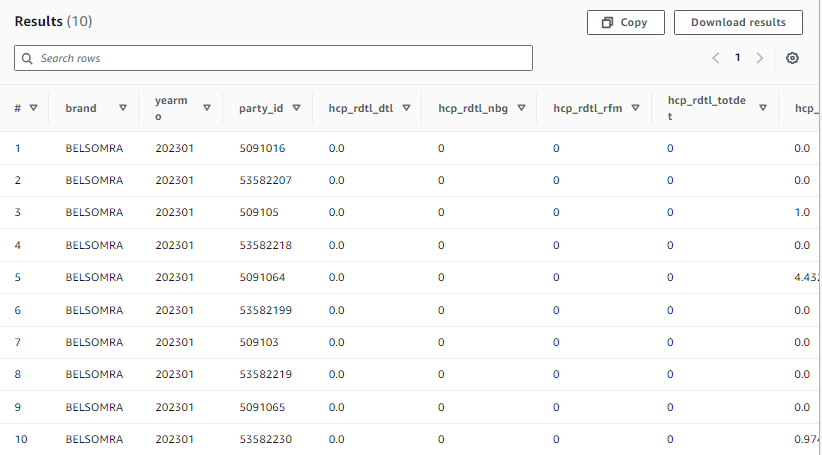 Results (10)
Copy
Download results
Search rows
1
# brand yearmo party_id hcp_rdtl_dtl hcp_rdtl_nbg hcp_rdtl_rfm hcp_rdtl_totdet hcp_
1 BELSOMRA 202301 5091016 0.0 0 0 0 0.0
2 BELSOMRA 202301 53582207 0.0 0 0 0 0.0
3 BELSOMRA 202301 509105 0.0 0 0 0 1.0
4 BELSOMRA 202301 53582218 0.0 0 0 0 0.0
5 BELSOMRA 202301 5091064 0.0 0 0 0 4.432
6 BELSOMRA 202301 53582199 0.0 0 0 0 0.0
7 BELSOMRA 202301 509103 0.0 0 0 0 0.0
8 BELSOMRA 202301 53582219 0.0 0 0 0 0.0
9 BELSOMRA 202301 5091065 0.0 0 0 0 0.0
10 BELSOMRA 202301 53582230 0.0 0 0 0 0.974